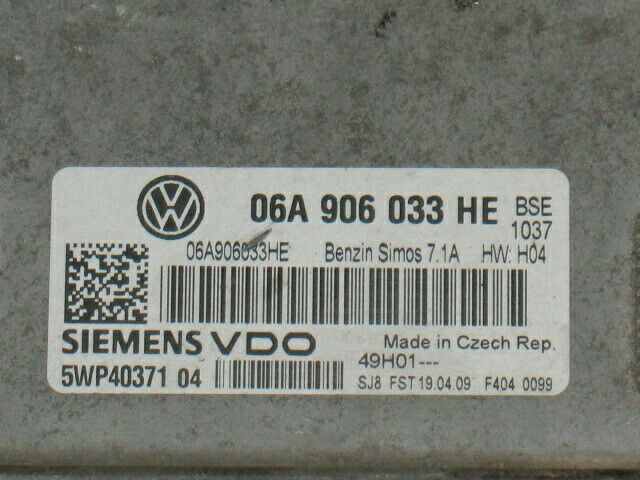 06A 906 033 HE BSE
1037
06A906033HE Benzin Simos 7.1A HW: H04
SIEMENS VDO Made in Czech Rep.
49H01---
5WP40371 04 SJ8 FST 19.04.09 F404 0099